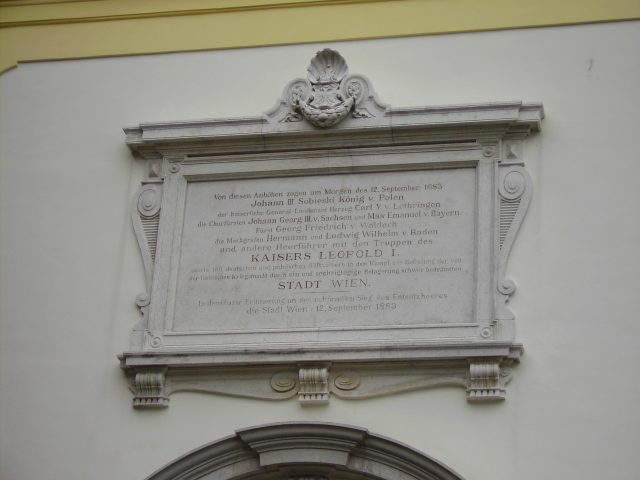 Von diesen Anhöhen zogen am Morgen des 12. September 1683
Johann III Sobieski König v. Polen
der kaiserliche General-Lieutenant Herzog Carl V. v. Lothringen
die Churfürsten Johann Georg III. v. Sachsen und Max Emanuel v. Bayern
Fürst Georg Friedrich v. Waldeck
die Markgrafen Hermann und Ludwig Wilhelm v. Baden
und andere Heerführer mit den Truppen des
KAISERS LEOPOLD I.
sowie mit deutschen und polnischen in den Kampf zur Befreiung der von
der türkischen Kriegsmacht durch ein und sechzigtägige Belagerung schwer bedrängten
STADT WIEN.
In dankbarer Erinnerung an den ruhmvollen Sieg des Entsatzheeres
die Stadt Wien 12. September 1883